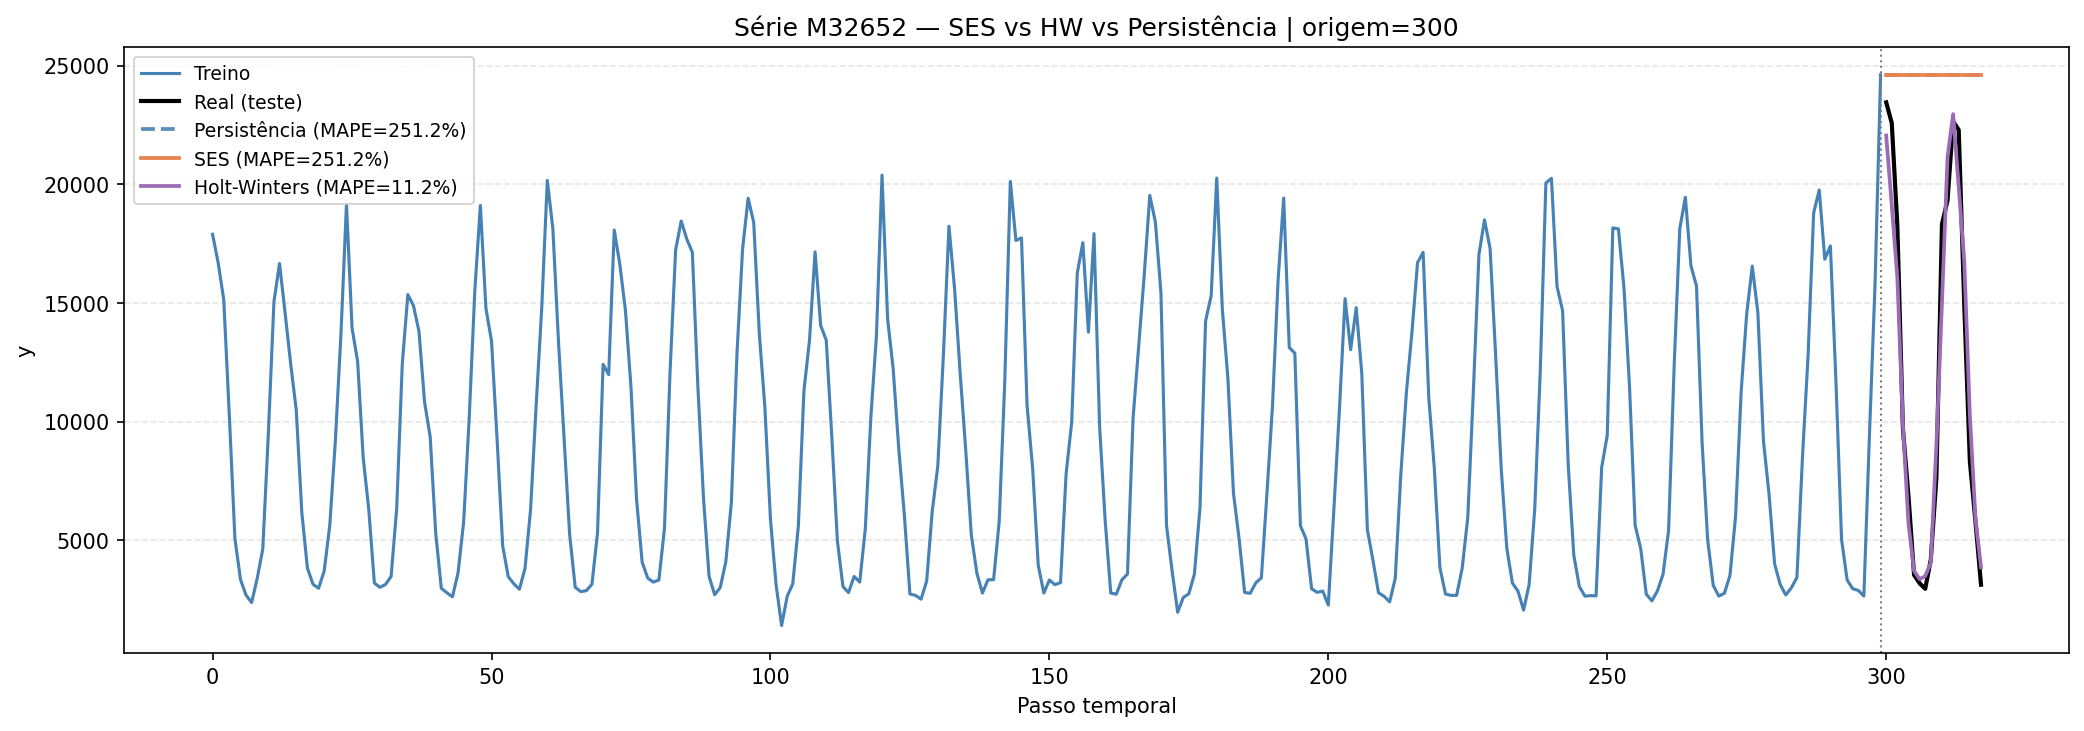 Série M32652 — SES vs HW vs Persistência | origem=300
25000
20000
15000
10000
5000
y
Treino
Real (teste)
Persistência (MAPE=251.2%)
SES (MAPE=251.2%)
Holt-Winters (MAPE=11.2%)
0 50 100 150 200 250 300
Passo temporal